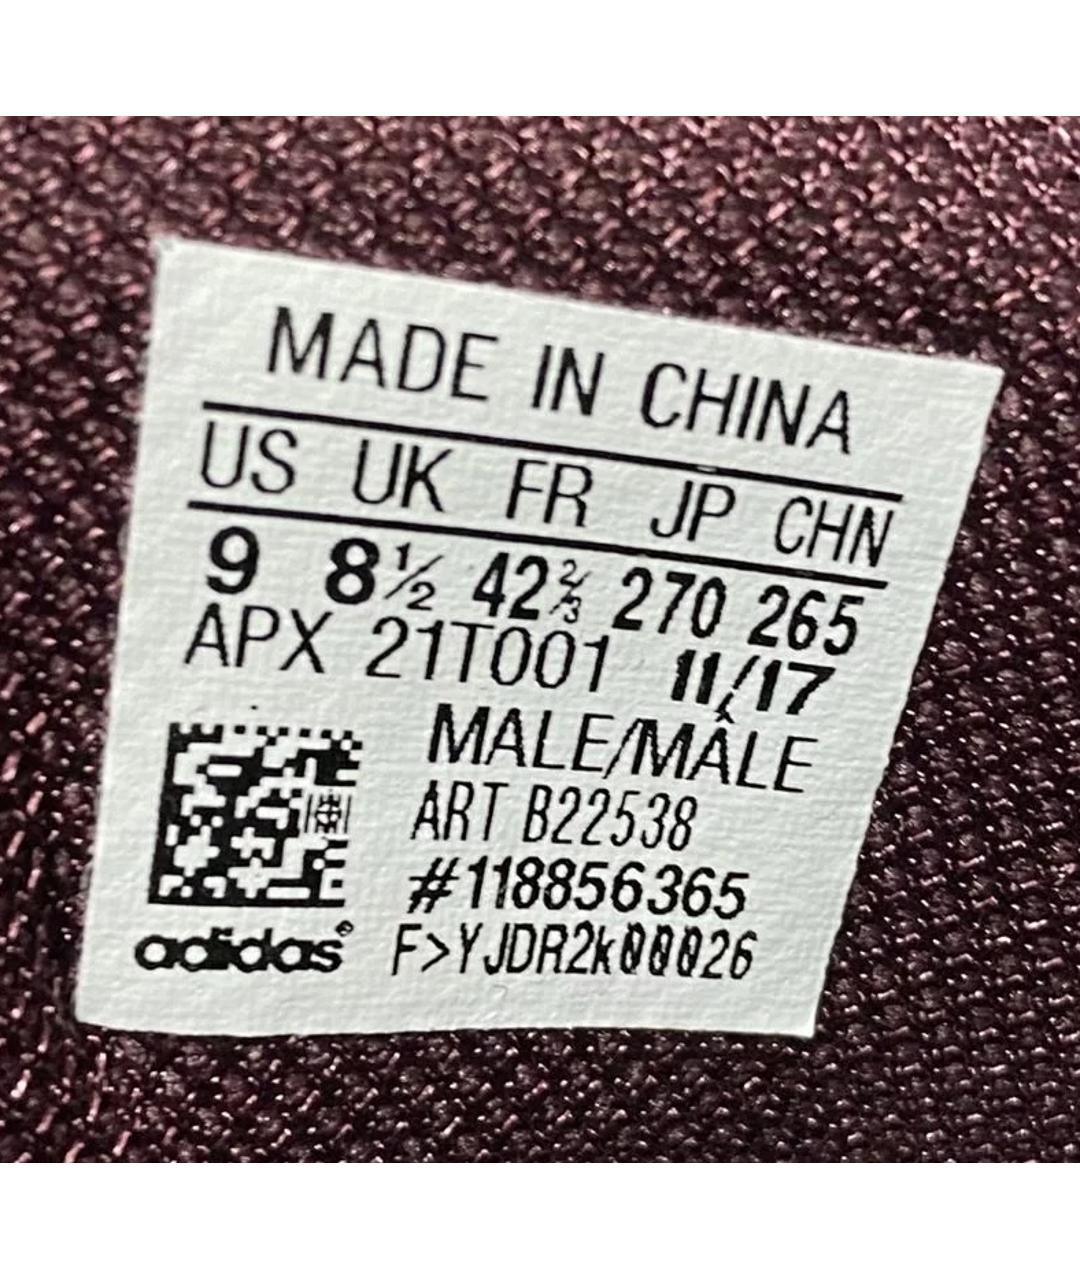 MADE IN CHINA
US UK FR JP CHN
9 8½ 42⅔ 270 265
APX 21T001 11/17
MALE/MÂLE
ART B22538
#118856365
adidas® F>YJDR2k00026